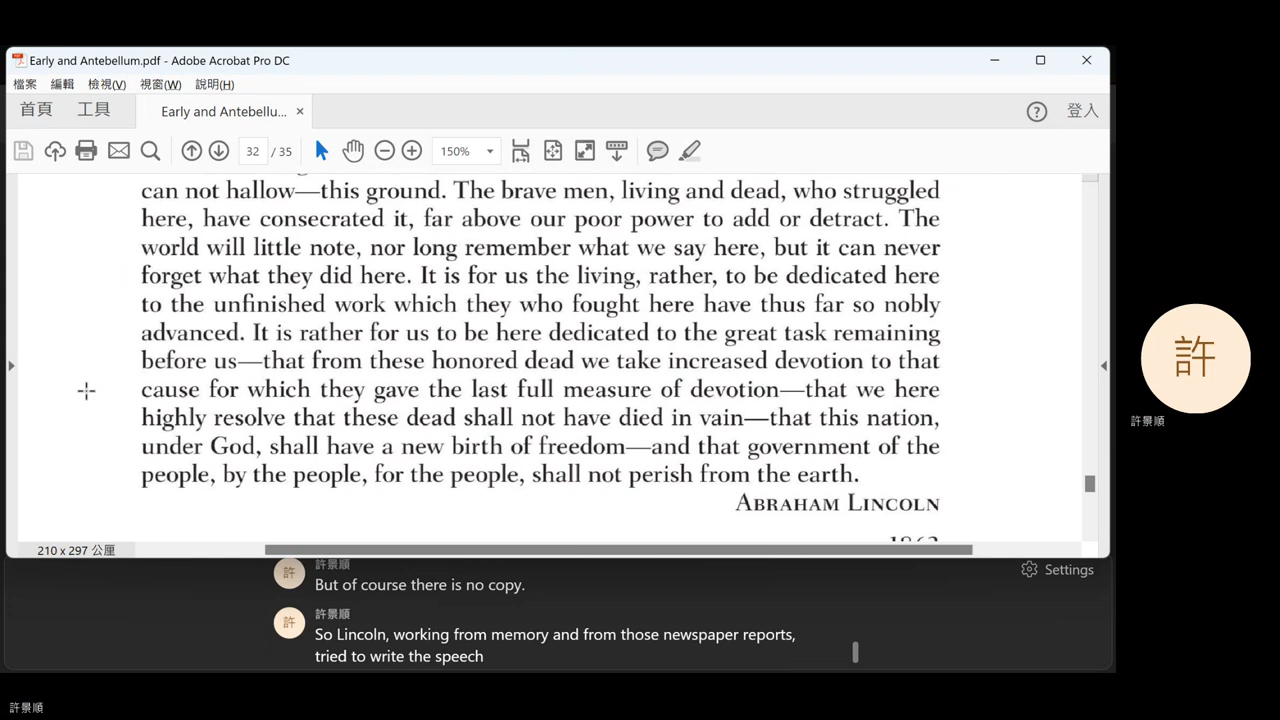 Early and Antebellum.pdf - Adobe Acrobat Pro DC
檔案 編輯 檢視(V) 視窗(W) 說明(H)
首頁 工具 Early and Antebellu... × ? 登入
32 / 35 150%
can not hallow—this ground. The brave men, living and dead, who struggled
here, have consecrated it, far above our poor power to add or detract. The
world will little note, nor long remember what we say here, but it can never
forget what they did here. It is for us the living, rather, to be dedicated here
to the unfinished work which they who fought here have thus far so nobly
advanced. It is rather for us to be here dedicated to the great task remaining
before us—that from these honored dead we take increased devotion to that
cause for which they gave the last full measure of devotion—that we here
highly resolve that these dead shall not have died in vain—that this nation,
under God, shall have a new birth of freedom—and that government of the
people, by the people, for the people, shall not perish from the earth.
ABRAHAM LINCOLN
210 x 297 公厘
許 許景順
But of course there is no copy.
Settings
許 許景順
So Lincoln, working from memory and from those newspaper reports,
tried to write the speech
許
許景順
許景順